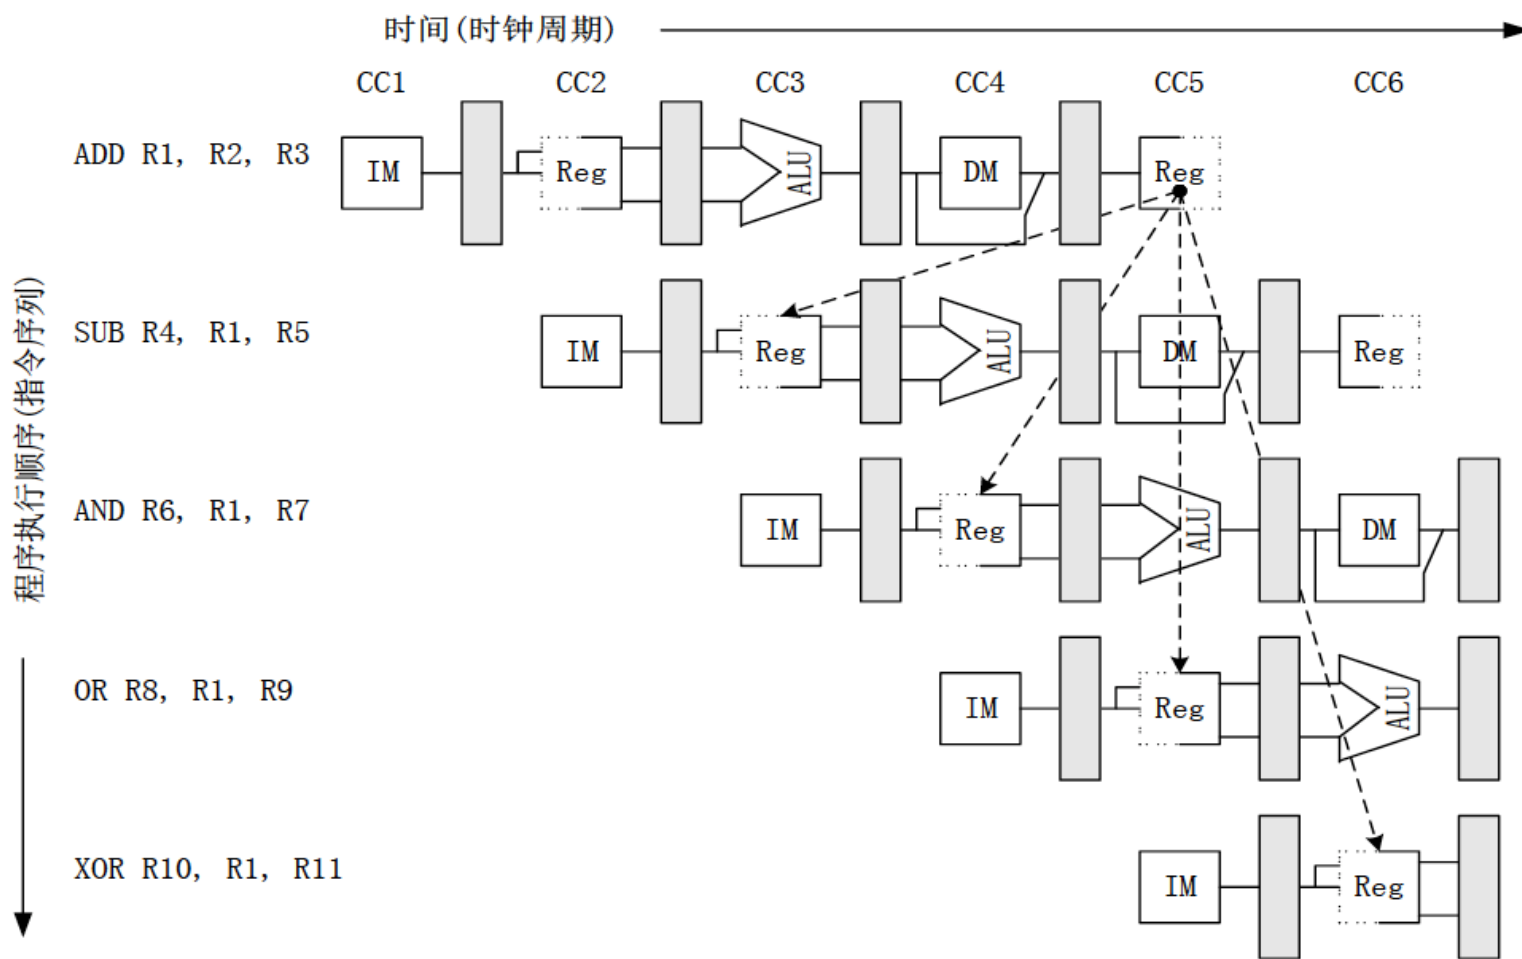 时间(时钟周期)
CC1 CC2 CC3 CC4 CC5 CC6
ADD R1, R2, R3
IM Reg ALU DM Reg
SUB R4, R1, R5
IM Reg ALU DM Reg
AND R6, R1, R7
IM Reg ALU DM
OR R8, R1, R9
IM Reg ALU
XOR R10, R1, R11
IM Reg
程序执行顺序(指令序列)